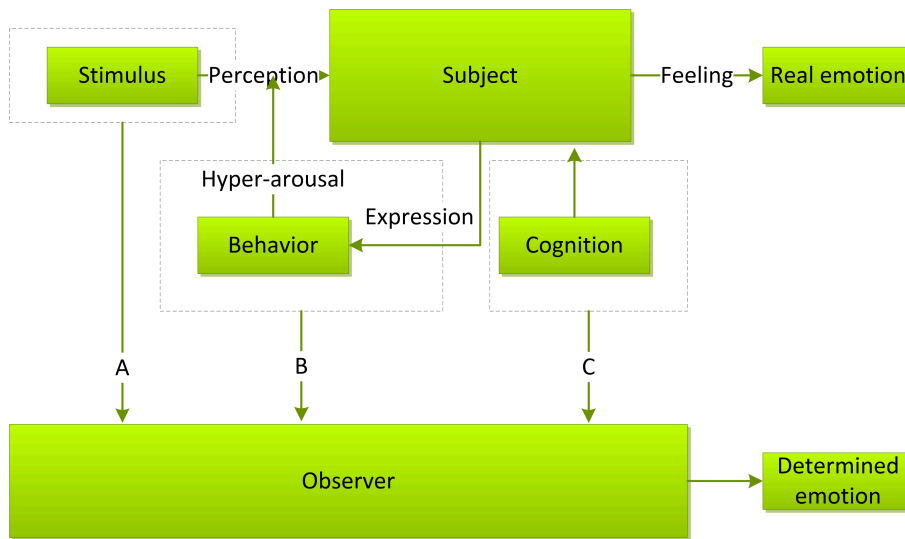 Stimulus
Perception
Subject
Feeling
Real emotion
Hyper-arousal
Expression
Behavior
Cognition
A
B
C
Observer
Determined
emotion